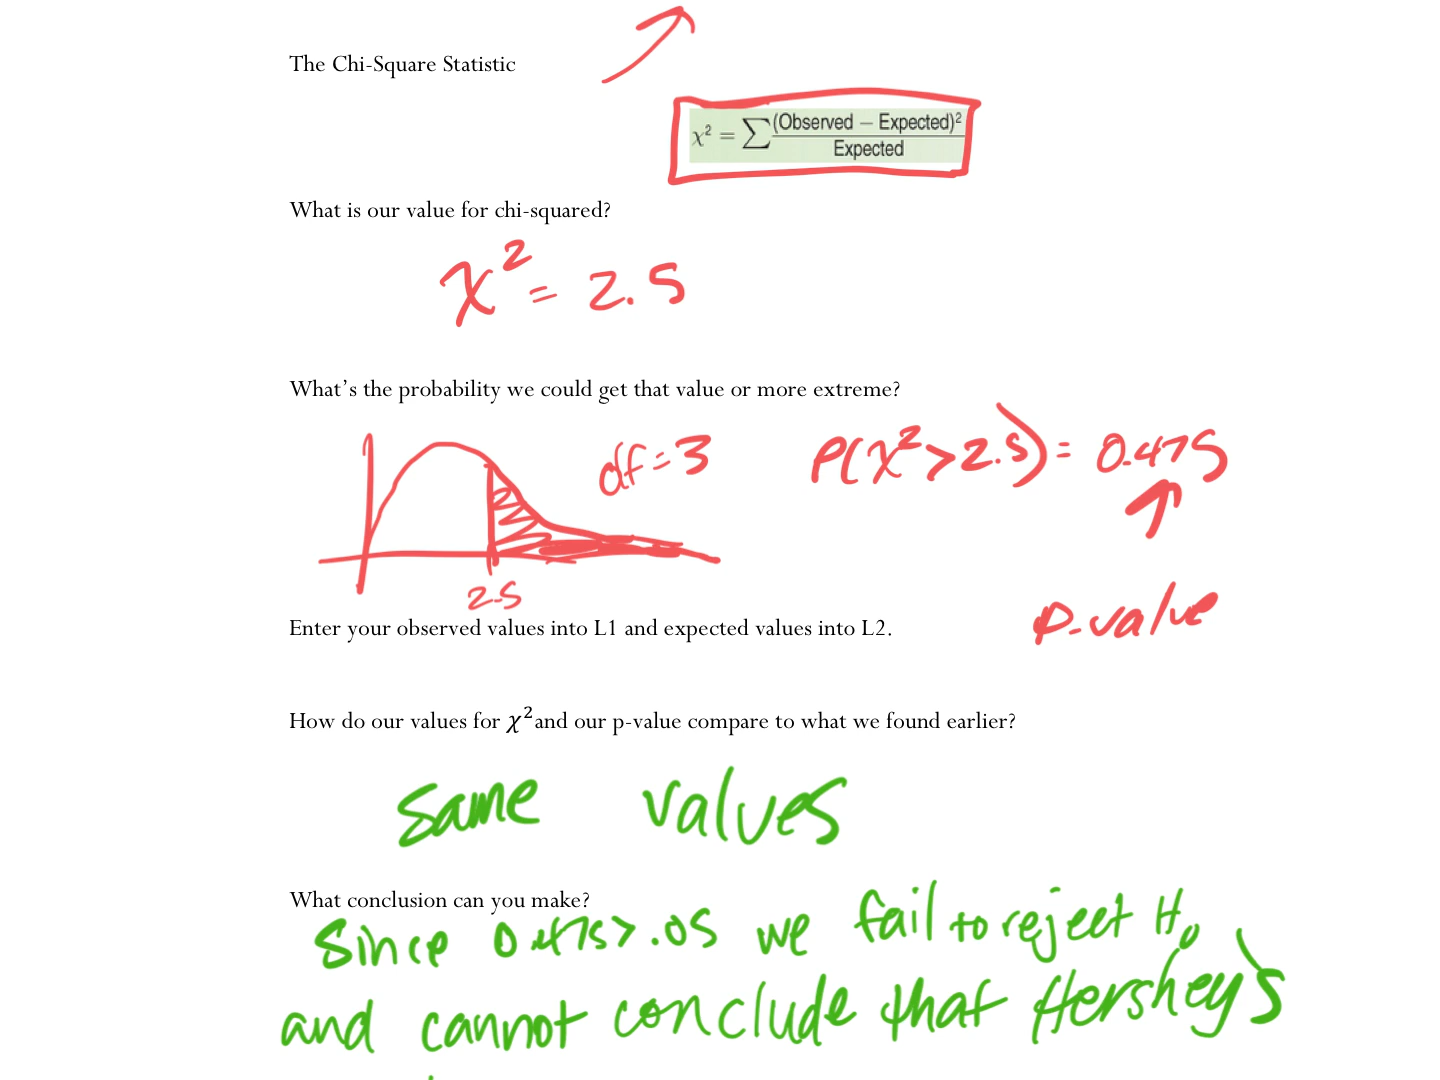 The Chi-Square Statistic
χ² = ∑ (Observed − Expected)² / Expected
What is our value for chi-squared?
χ² = 2.5
What's the probability we could get that value or more extreme?
df = 3
P(χ² > 2.5) = 0.475
2.5
p-value
Enter your observed values into L1 and expected values into L2.
How do our values for χ² and our p-value compare to what we found earlier?
same values
What conclusion can you make?
Since 0.475 > .05 we fail to reject H₀
and cannot conclude that Hershey's